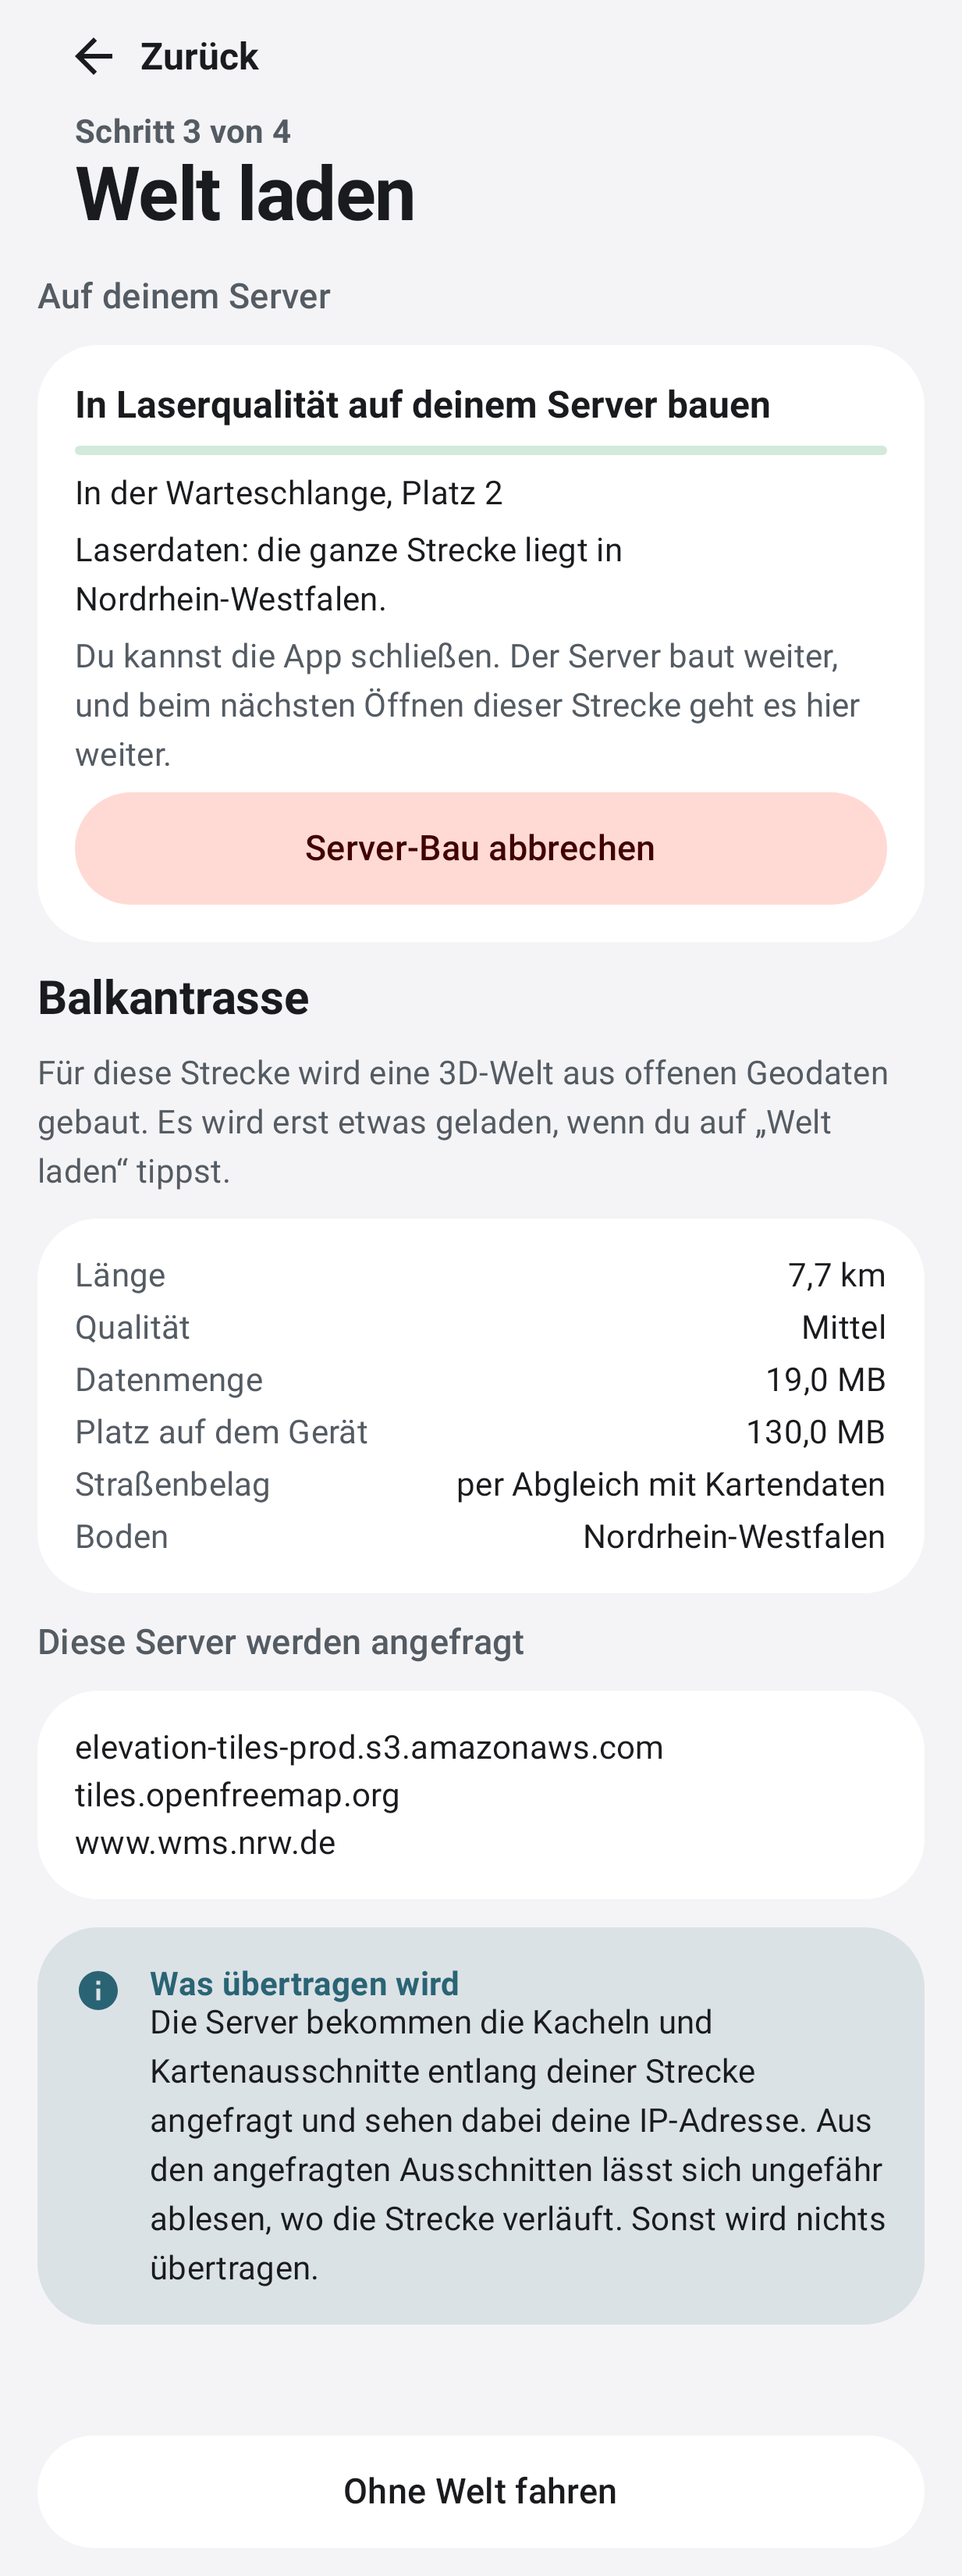 Zurück
Schritt 3 von 4
Welt laden
Auf deinem Server
In Laserqualität auf deinem Server bauen
In der Warteschlange, Platz 2
Laserdaten: die ganze Strecke liegt in
Nordrhein-Westfalen.
Du kannst die App schließen. Der Server baut weiter,
und beim nächsten Öffnen dieser Strecke geht es hier
weiter.
Server-Bau abbrechen
Balkantrasse
Für diese Strecke wird eine 3D-Welt aus offenen Geodaten
gebaut. Es wird erst etwas geladen, wenn du auf „Welt
laden“ tippst.
Länge 7,7 km
Qualität Mittel
Datenmenge 19,0 MB
Platz auf dem Gerät 130,0 MB
Straßenbelag per Abgleich mit Kartendaten
Boden Nordrhein-Westfalen
Diese Server werden angefragt
elevation-tiles-prod.s3.amazonaws.com
tiles.openfreemap.org
www.wms.nrw.de
Was übertragen wird
Die Server bekommen die Kacheln und
Kartenausschnitte entlang deiner Strecke
angefragt und sehen dabei deine IP-Adresse. Aus
den angefragten Ausschnitten lässt sich ungefähr
ablesen, wo die Strecke verläuft. Sonst wird nichts
übertragen.
Ohne Welt fahren